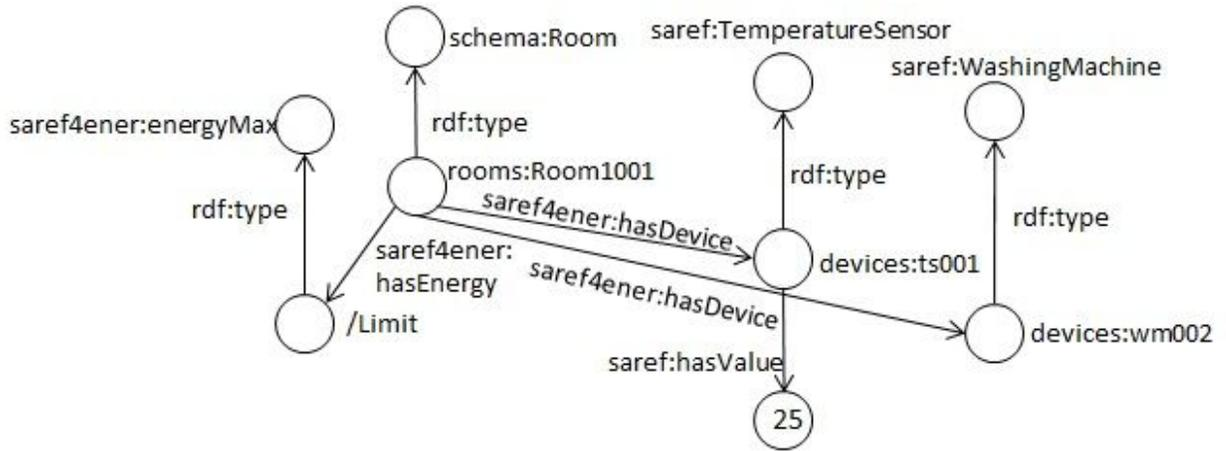 schema:Room
saref:TemperatureSensor
saref:WashingMachine
saref4ener:energyMax
rdf:type
rooms:Room1001
rdf:type
rdf:type
rdf:type
saref4ener:hasDevice
saref4ener:
hasEnergy
saref4ener:hasDevice
devices:ts001
/Limit
devices:wm002
saref:hasValue
25